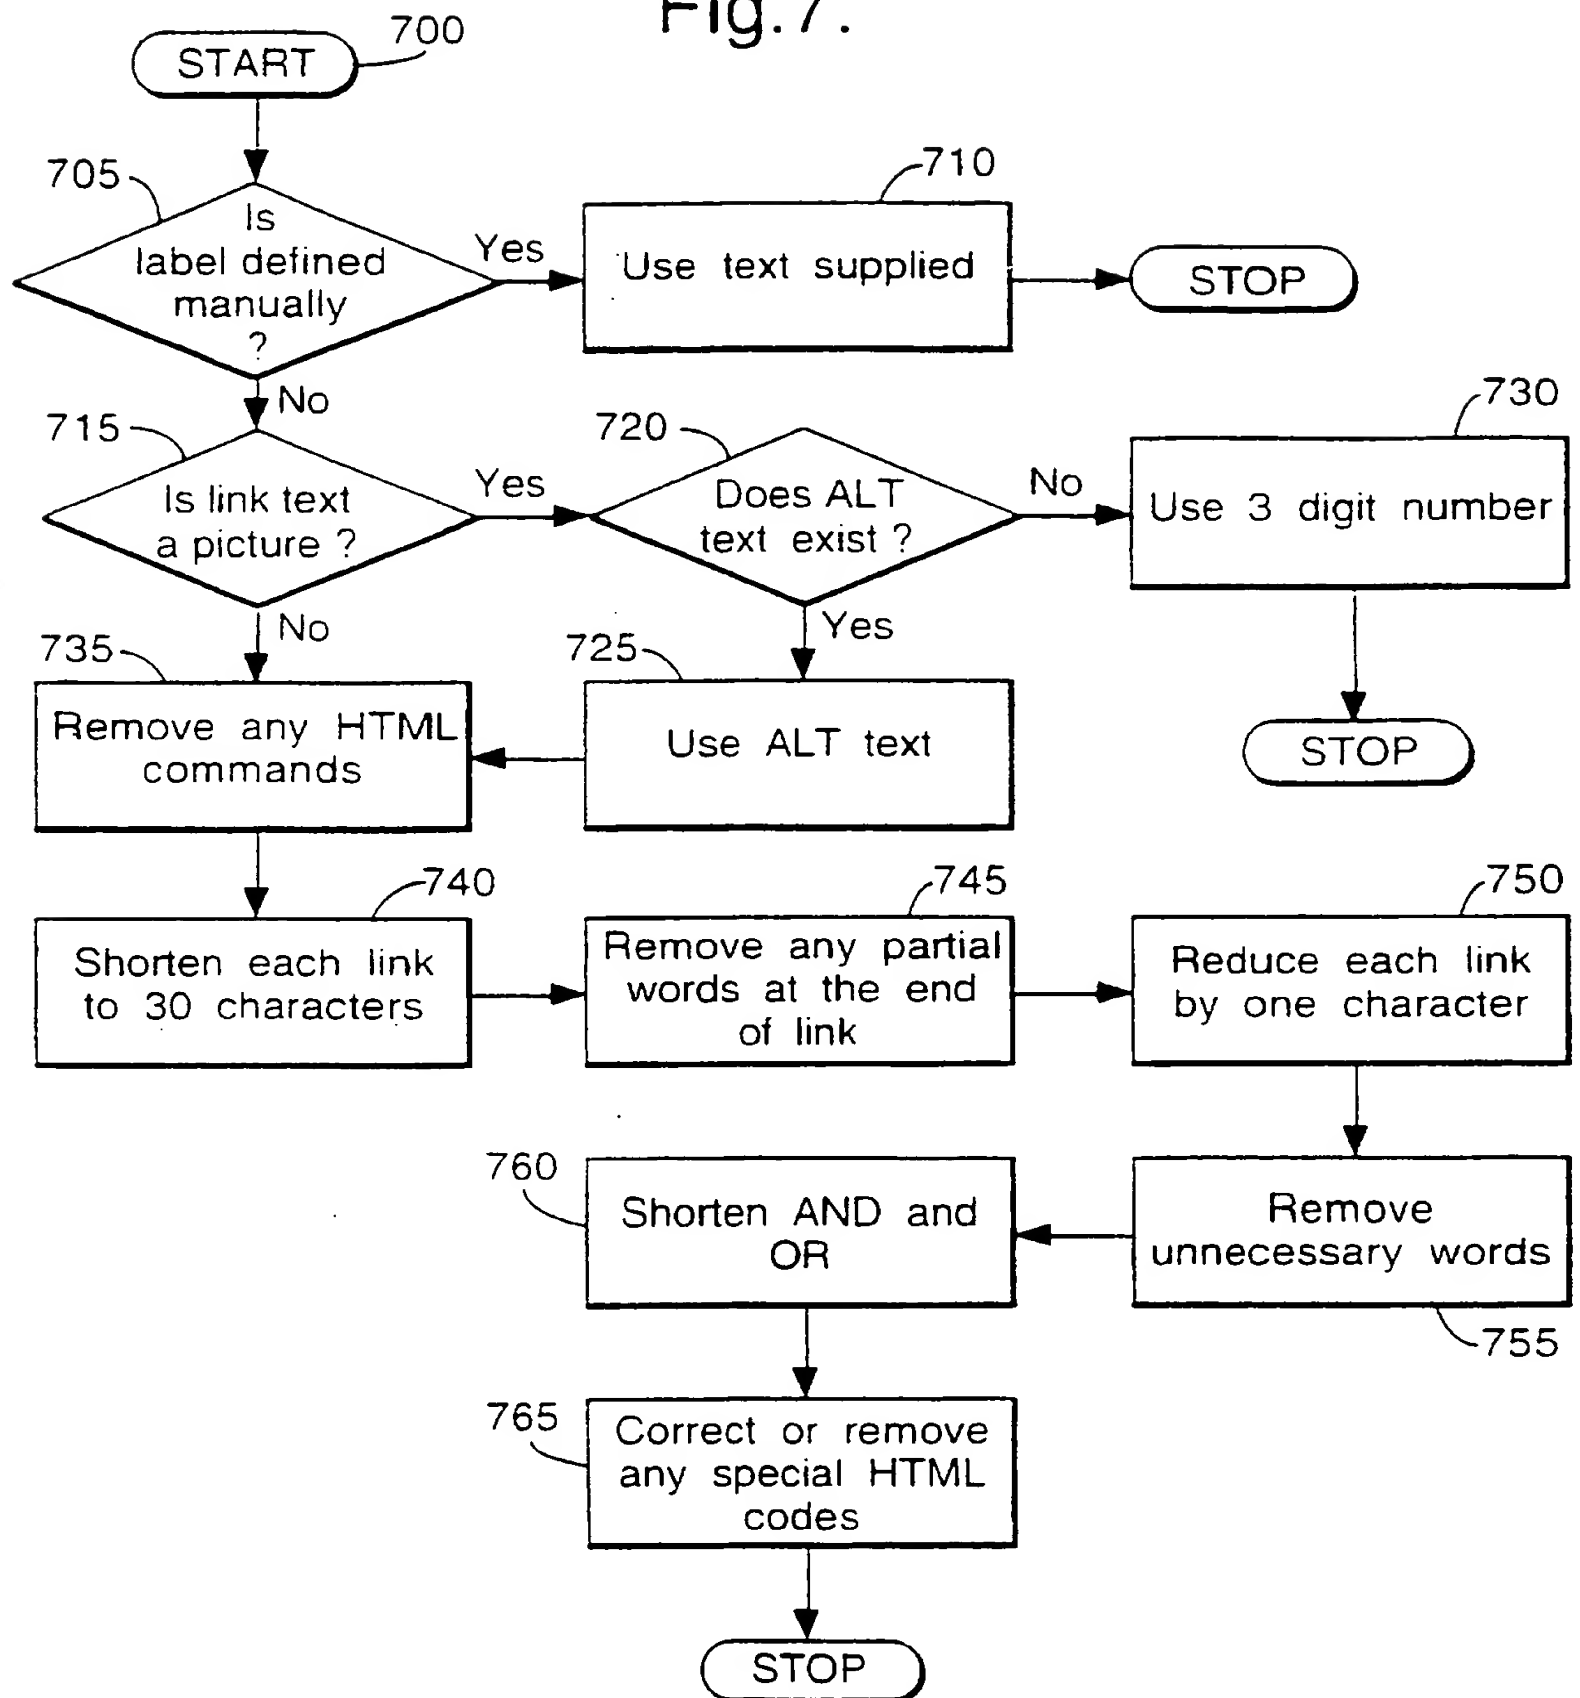 Fig.7.
START
700
705
Is
label defined
manually
?
Yes
710
Use text supplied
STOP
No
715
Is link text
a picture ?
Yes
720
Does ALT
text exist ?
No
730
Use 3 digit number
STOP
No
Yes
735
Remove any HTML
commands
725
Use ALT text
740
Shorten each link
to 30 characters
745
Remove any partial
words at the end
of link
750
Reduce each link
by one character
755
Remove
unnecessary words
760
Shorten AND and
OR
765
Correct or remove
any special HTML
codes
STOP